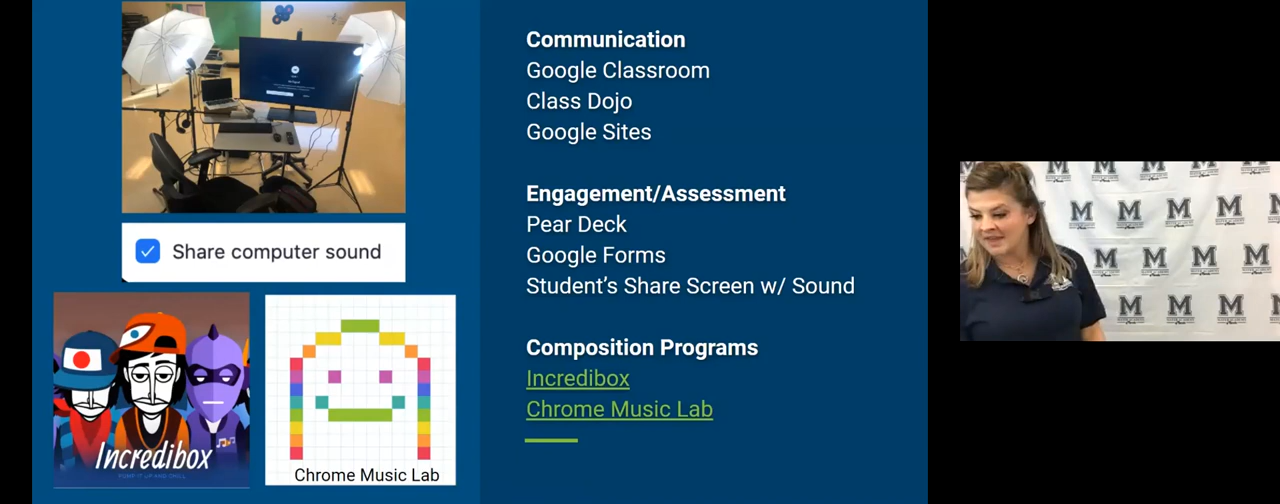 Share computer sound
Incredibox
Chrome Music Lab
Communication
Google Classroom
Class Dojo
Google Sites
Engagement/Assessment
Pear Deck
Google Forms
Student’s Share Screen w/ Sound
Composition Programs
Incredibox
Chrome Music Lab
M M M M M
M M M
M M M
M M M